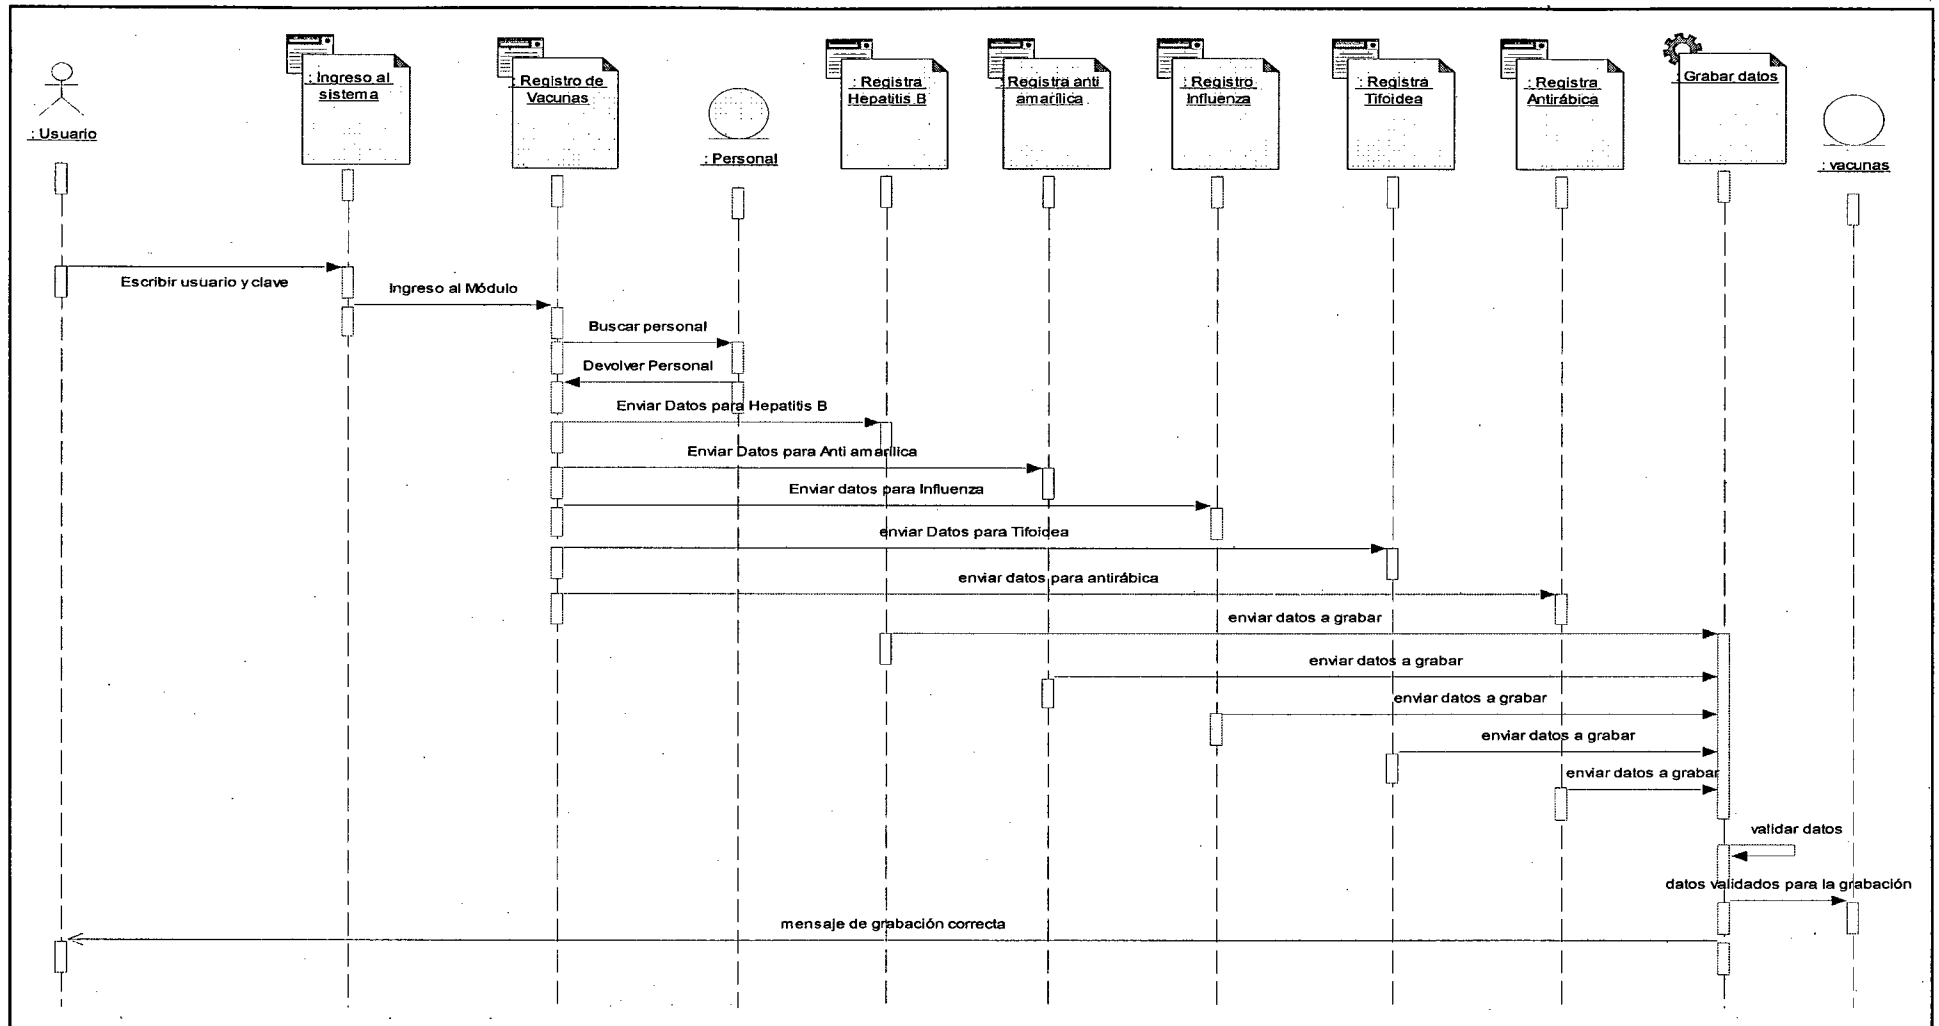 : Usuario
: Ingreso al
sistema
: Registro de
Vacunas
: Personal
: Registra
Hepatitis B
: Registra anti
amarílica
: Registro
Influenza
: Registra
Tifoidea
: Registra
Antirábica
: Grabar datos
: vacunas
Escribir usuario y clave
Ingreso al Módulo
Buscar personal
Devolver Personal
Enviar Datos para Hepatitis B
Enviar Datos para Anti amarílica
Enviar datos para Influenza
enviar Datos para Tifoidea
enviar datos para antirábica
enviar datos a grabar
enviar datos a grabar
enviar datos a grabar
enviar datos a grabar
enviar datos a grabar
validar datos
datos validados para la grabación
mensaje de grabación correcta